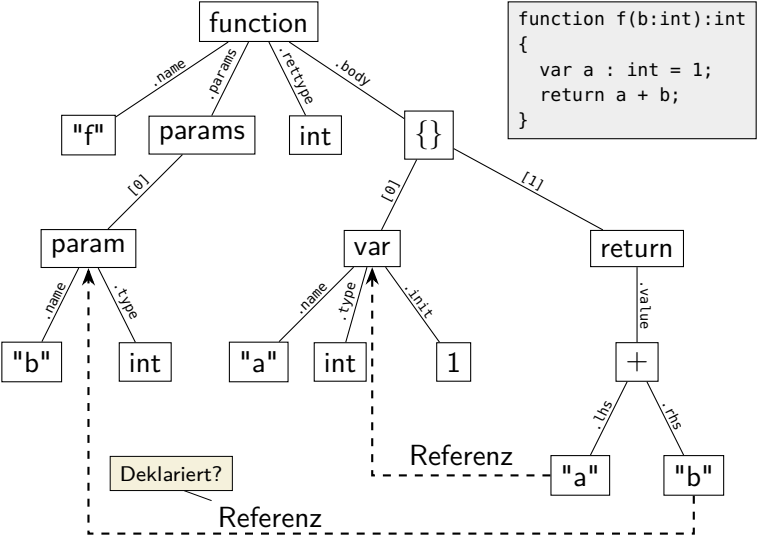 function
function f(b:int):int
{
var a : int = 1;
return a + b;
}
.name
.params
.rettype
.body
"f"
params
int
{}
[0]
[0]
[1]
param
var
return
.name
.type
.name
.type
.init
.value
"b"
int
"a"
int
1
+
.lhs
.rhs
Referenz
"a"
"b"
Deklariert?
Referenz